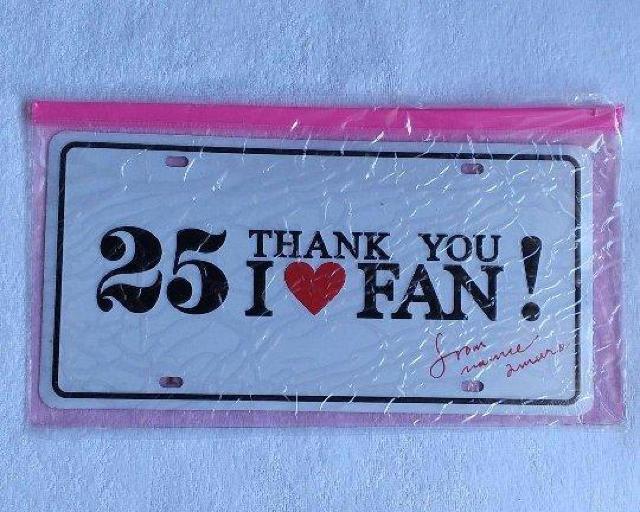 25 THANK YOU
I ♥ FAN!
from
namie
amuro